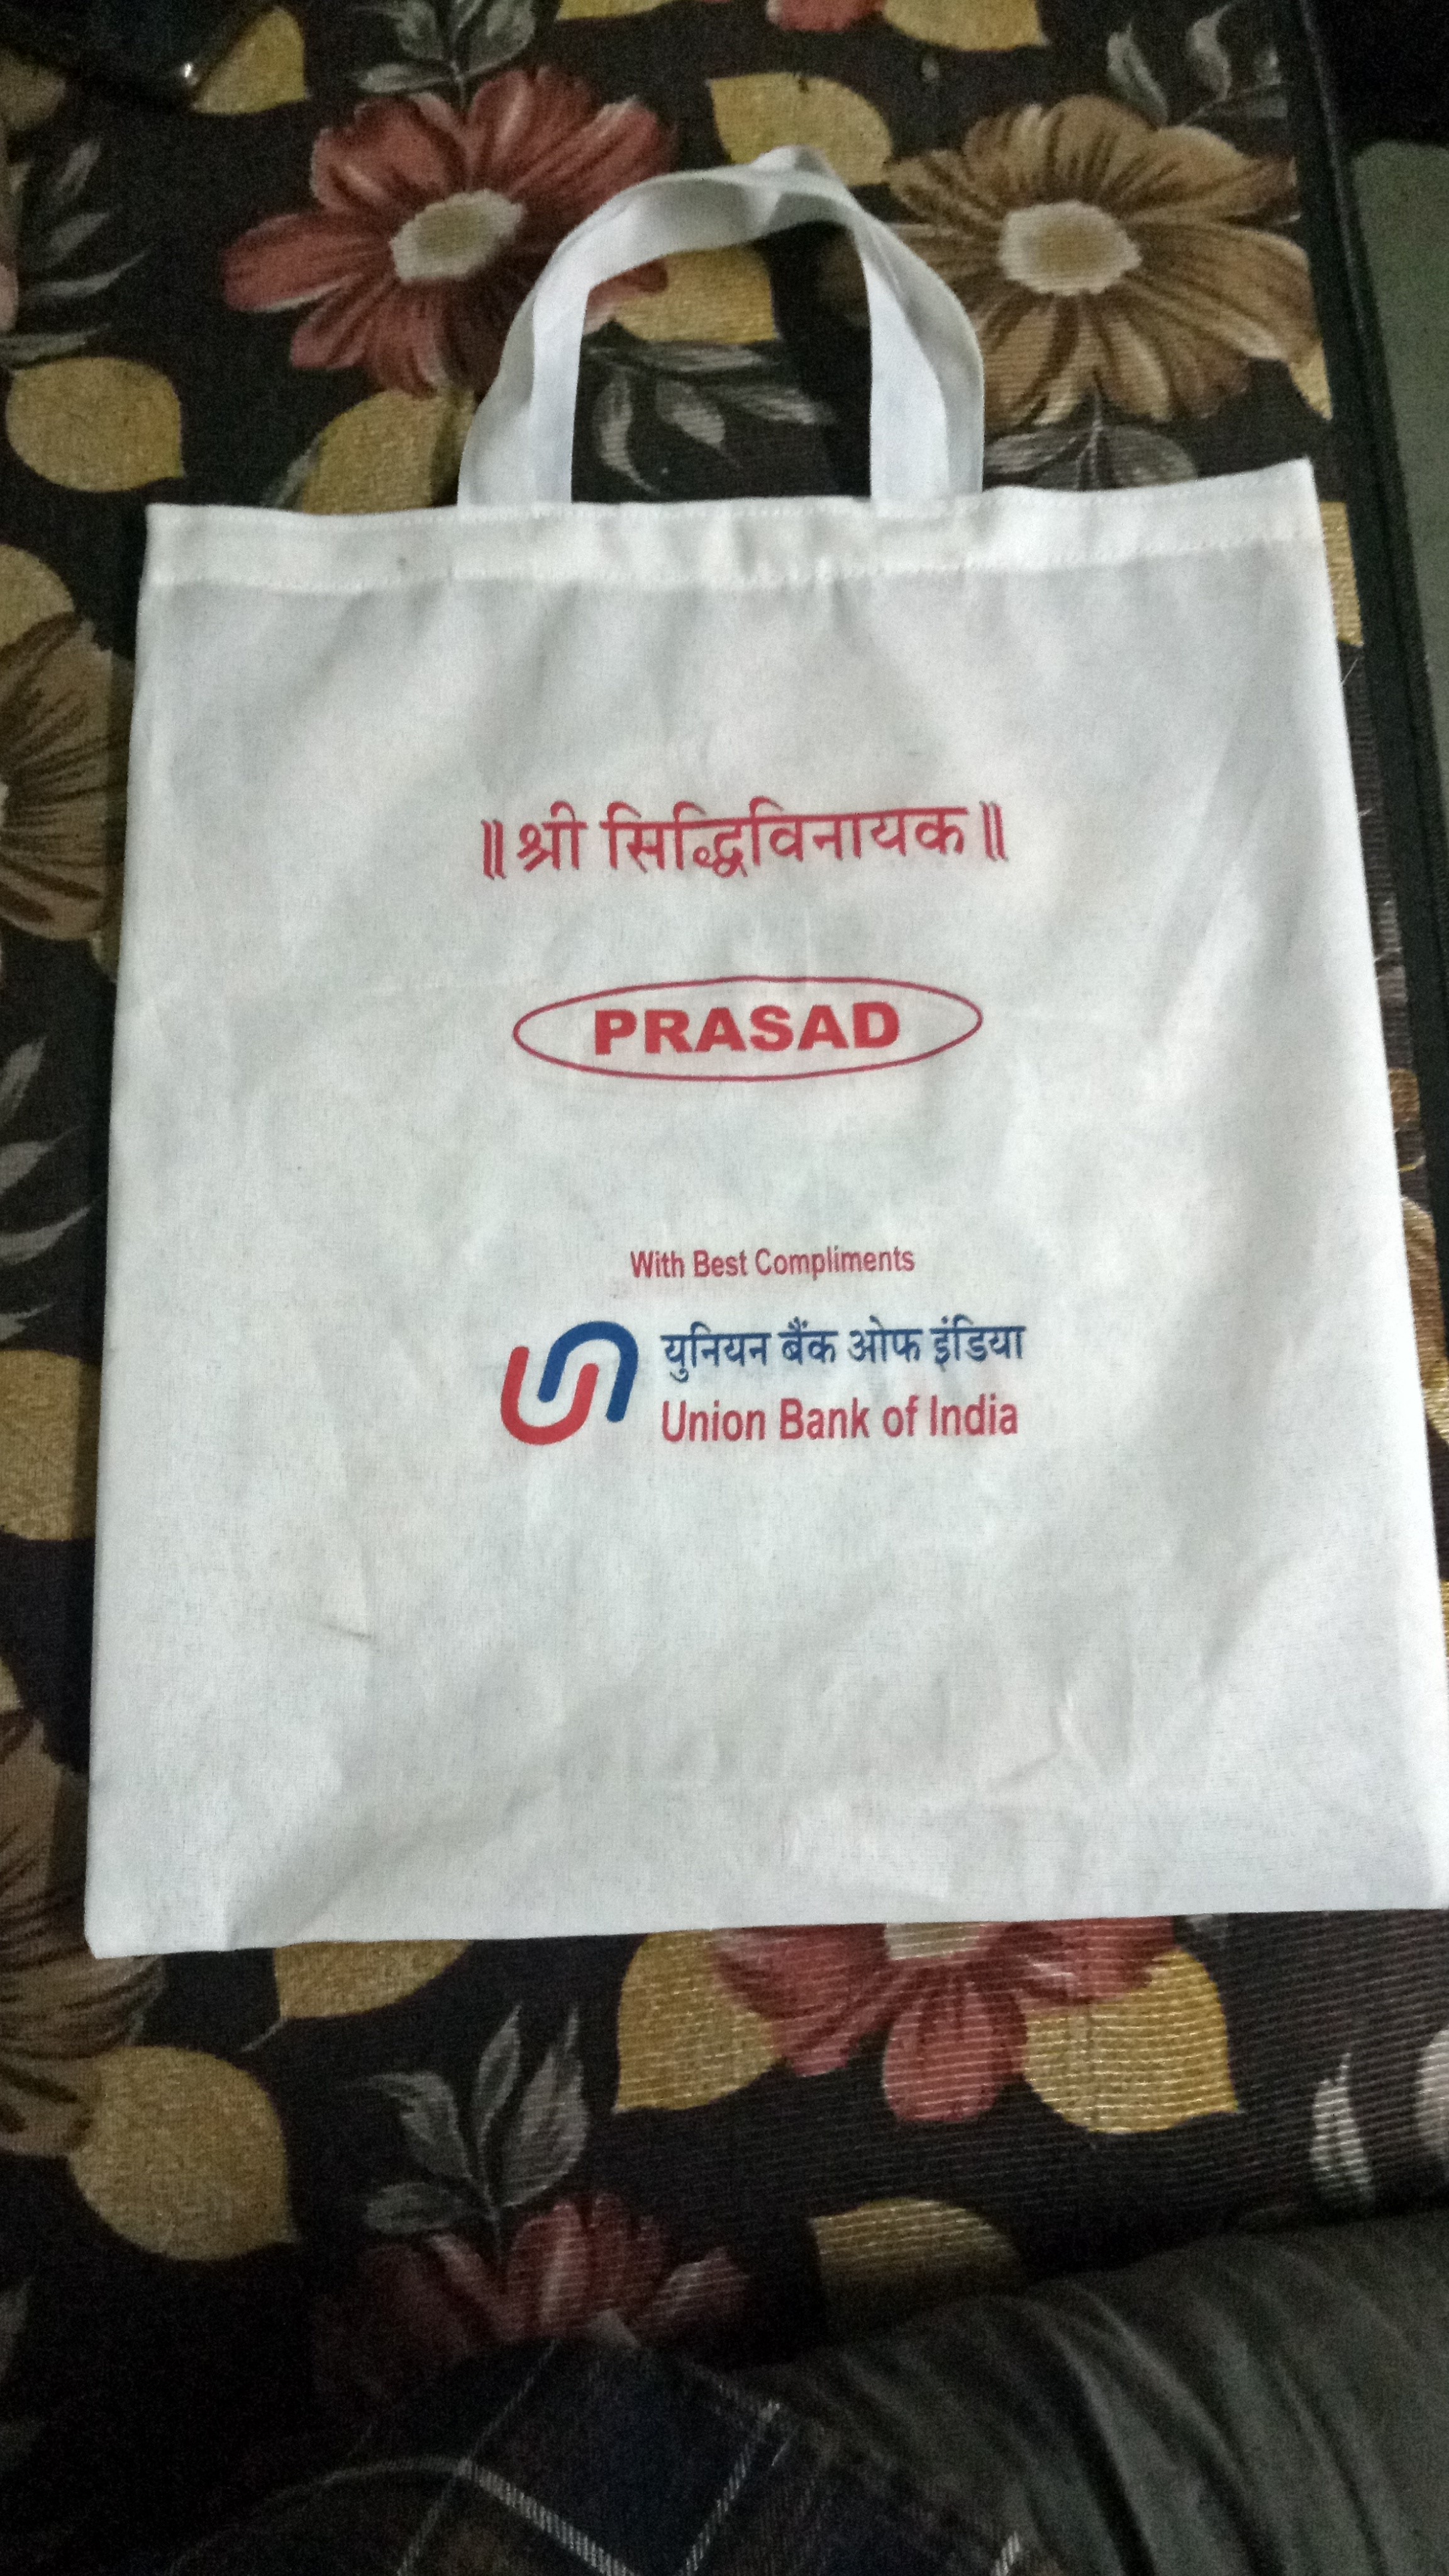 ॥ श्री सिद्धिविनायक ॥
PRASAD
With Best Compliments
युनियन बैंक ओफ इंडिया
Union Bank of India